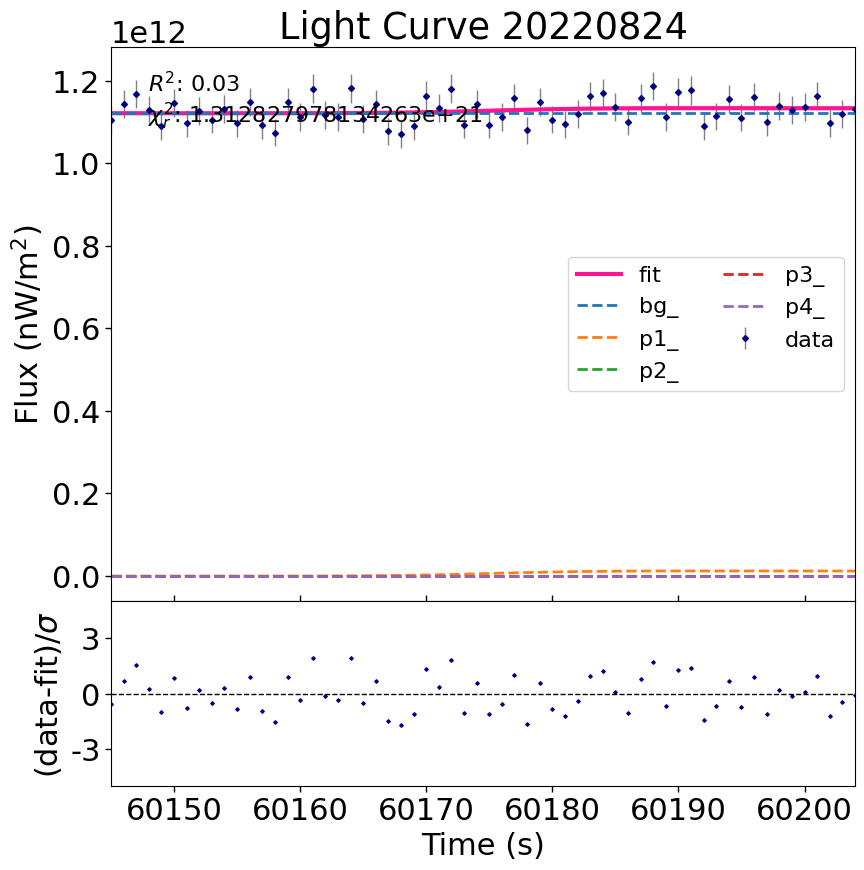 Light Curve 20220824
1e12
R²: 0.03
χ²ᵣ: 1.312827978134263e+21
1.2
1.0
0.8
0.6
0.4
0.2
0.0
Flux (nW/m²)
fit
bg_
p1_
p2_
p3_
p4_
data
3
0
-3
(data-fit)/σ
60150 60160 60170 60180 60190 60200
Time (s)